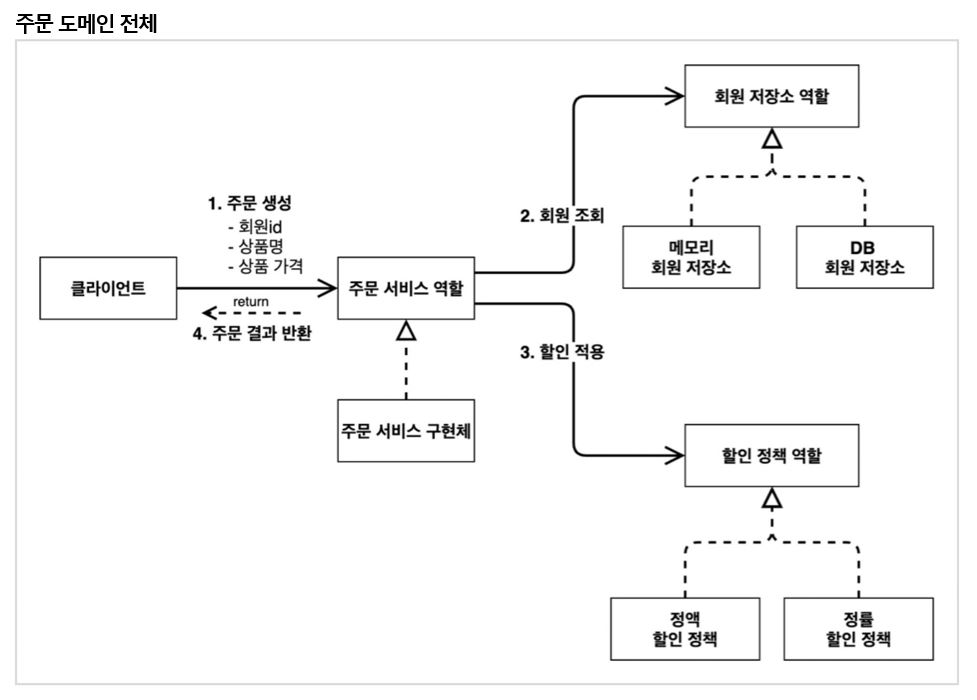 주문 도메인 전체
회원 저장소 역할
1. 주문 생성
- 회원id
- 상품명
- 상품 가격
2. 회원 조회
메모리
회원 저장소
DB
회원 저장소
클라이언트
주문 서비스 역할
return
4. 주문 결과 반환
3. 할인 적용
주문 서비스 구현체
할인 정책 역할
정액
할인 정책
정률
할인 정책